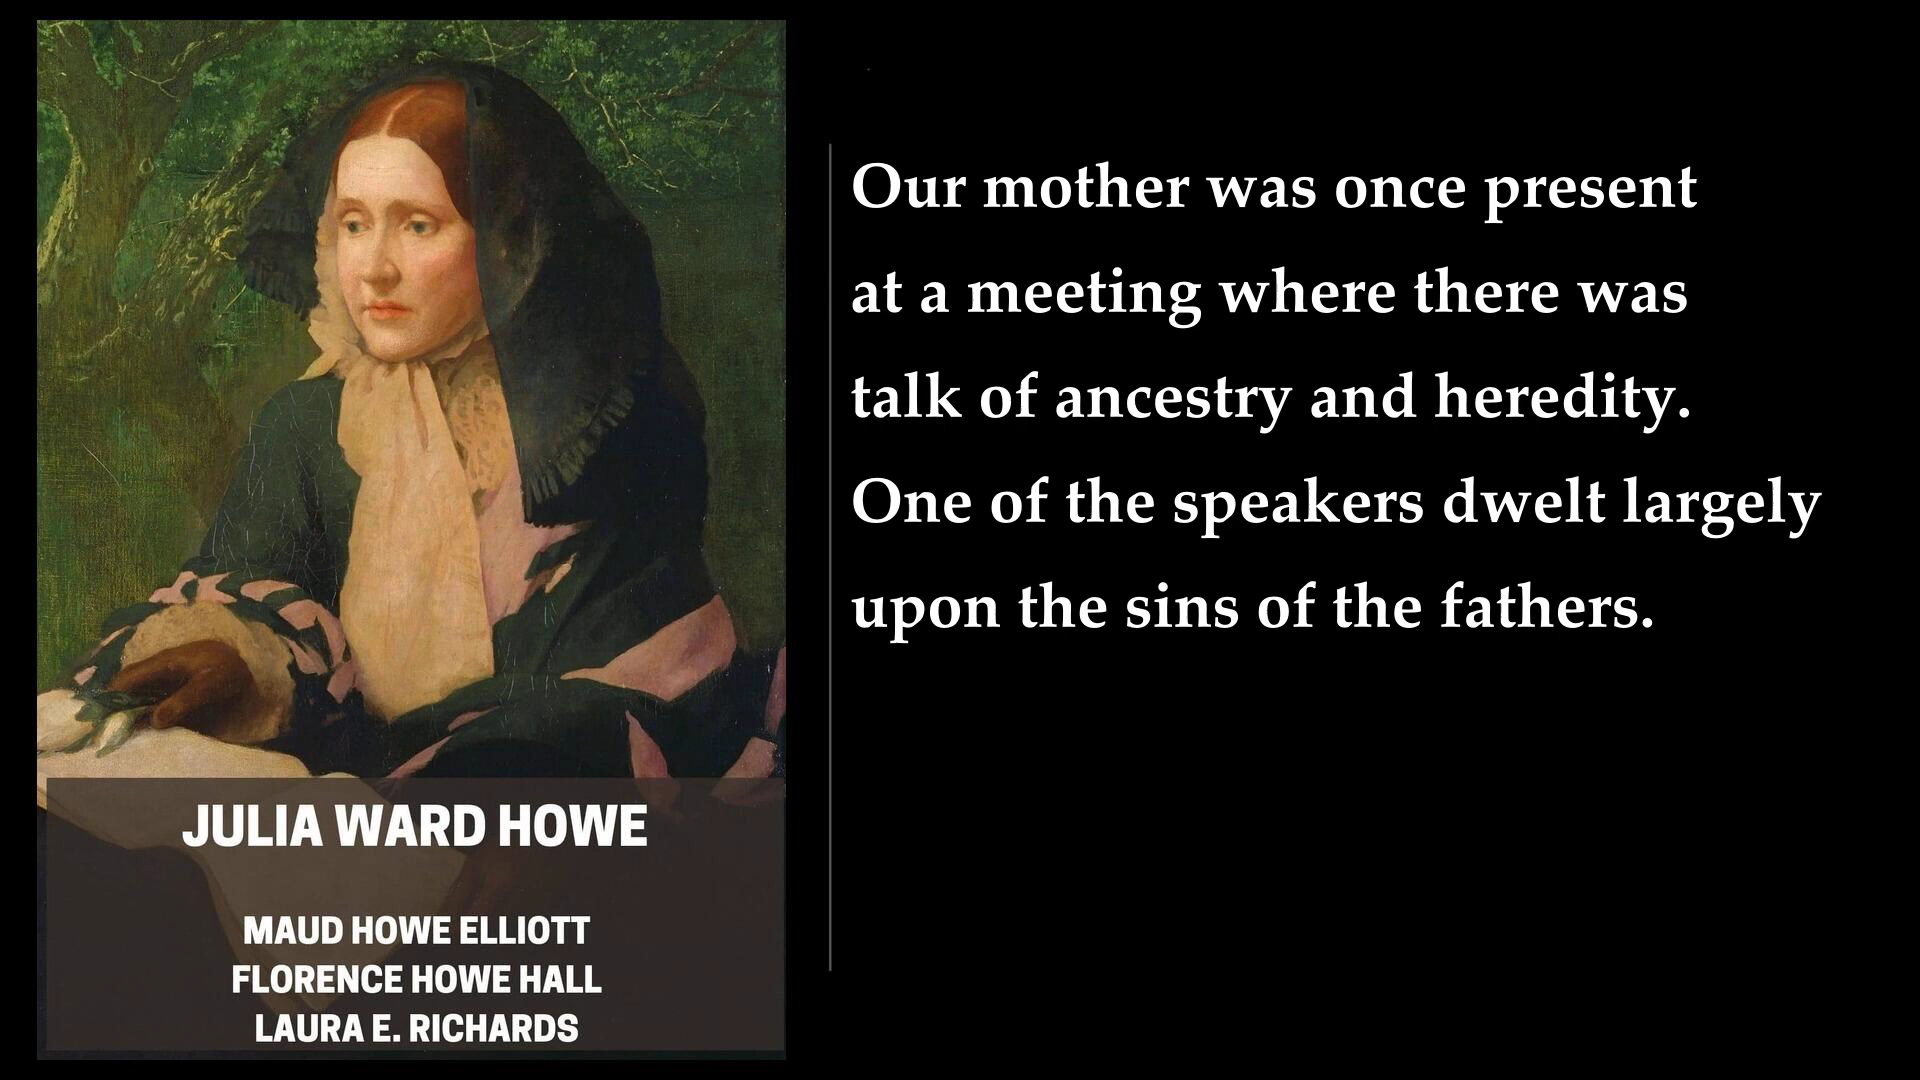 JULIA WARD HOWE
MAUD HOWE ELLIOTT
FLORENCE HOWE HALL
LAURA E. RICHARDS
Our mother was once present
at a meeting where there was
talk of ancestry and heredity.
One of the speakers dwelt largely
upon the sins of the fathers.